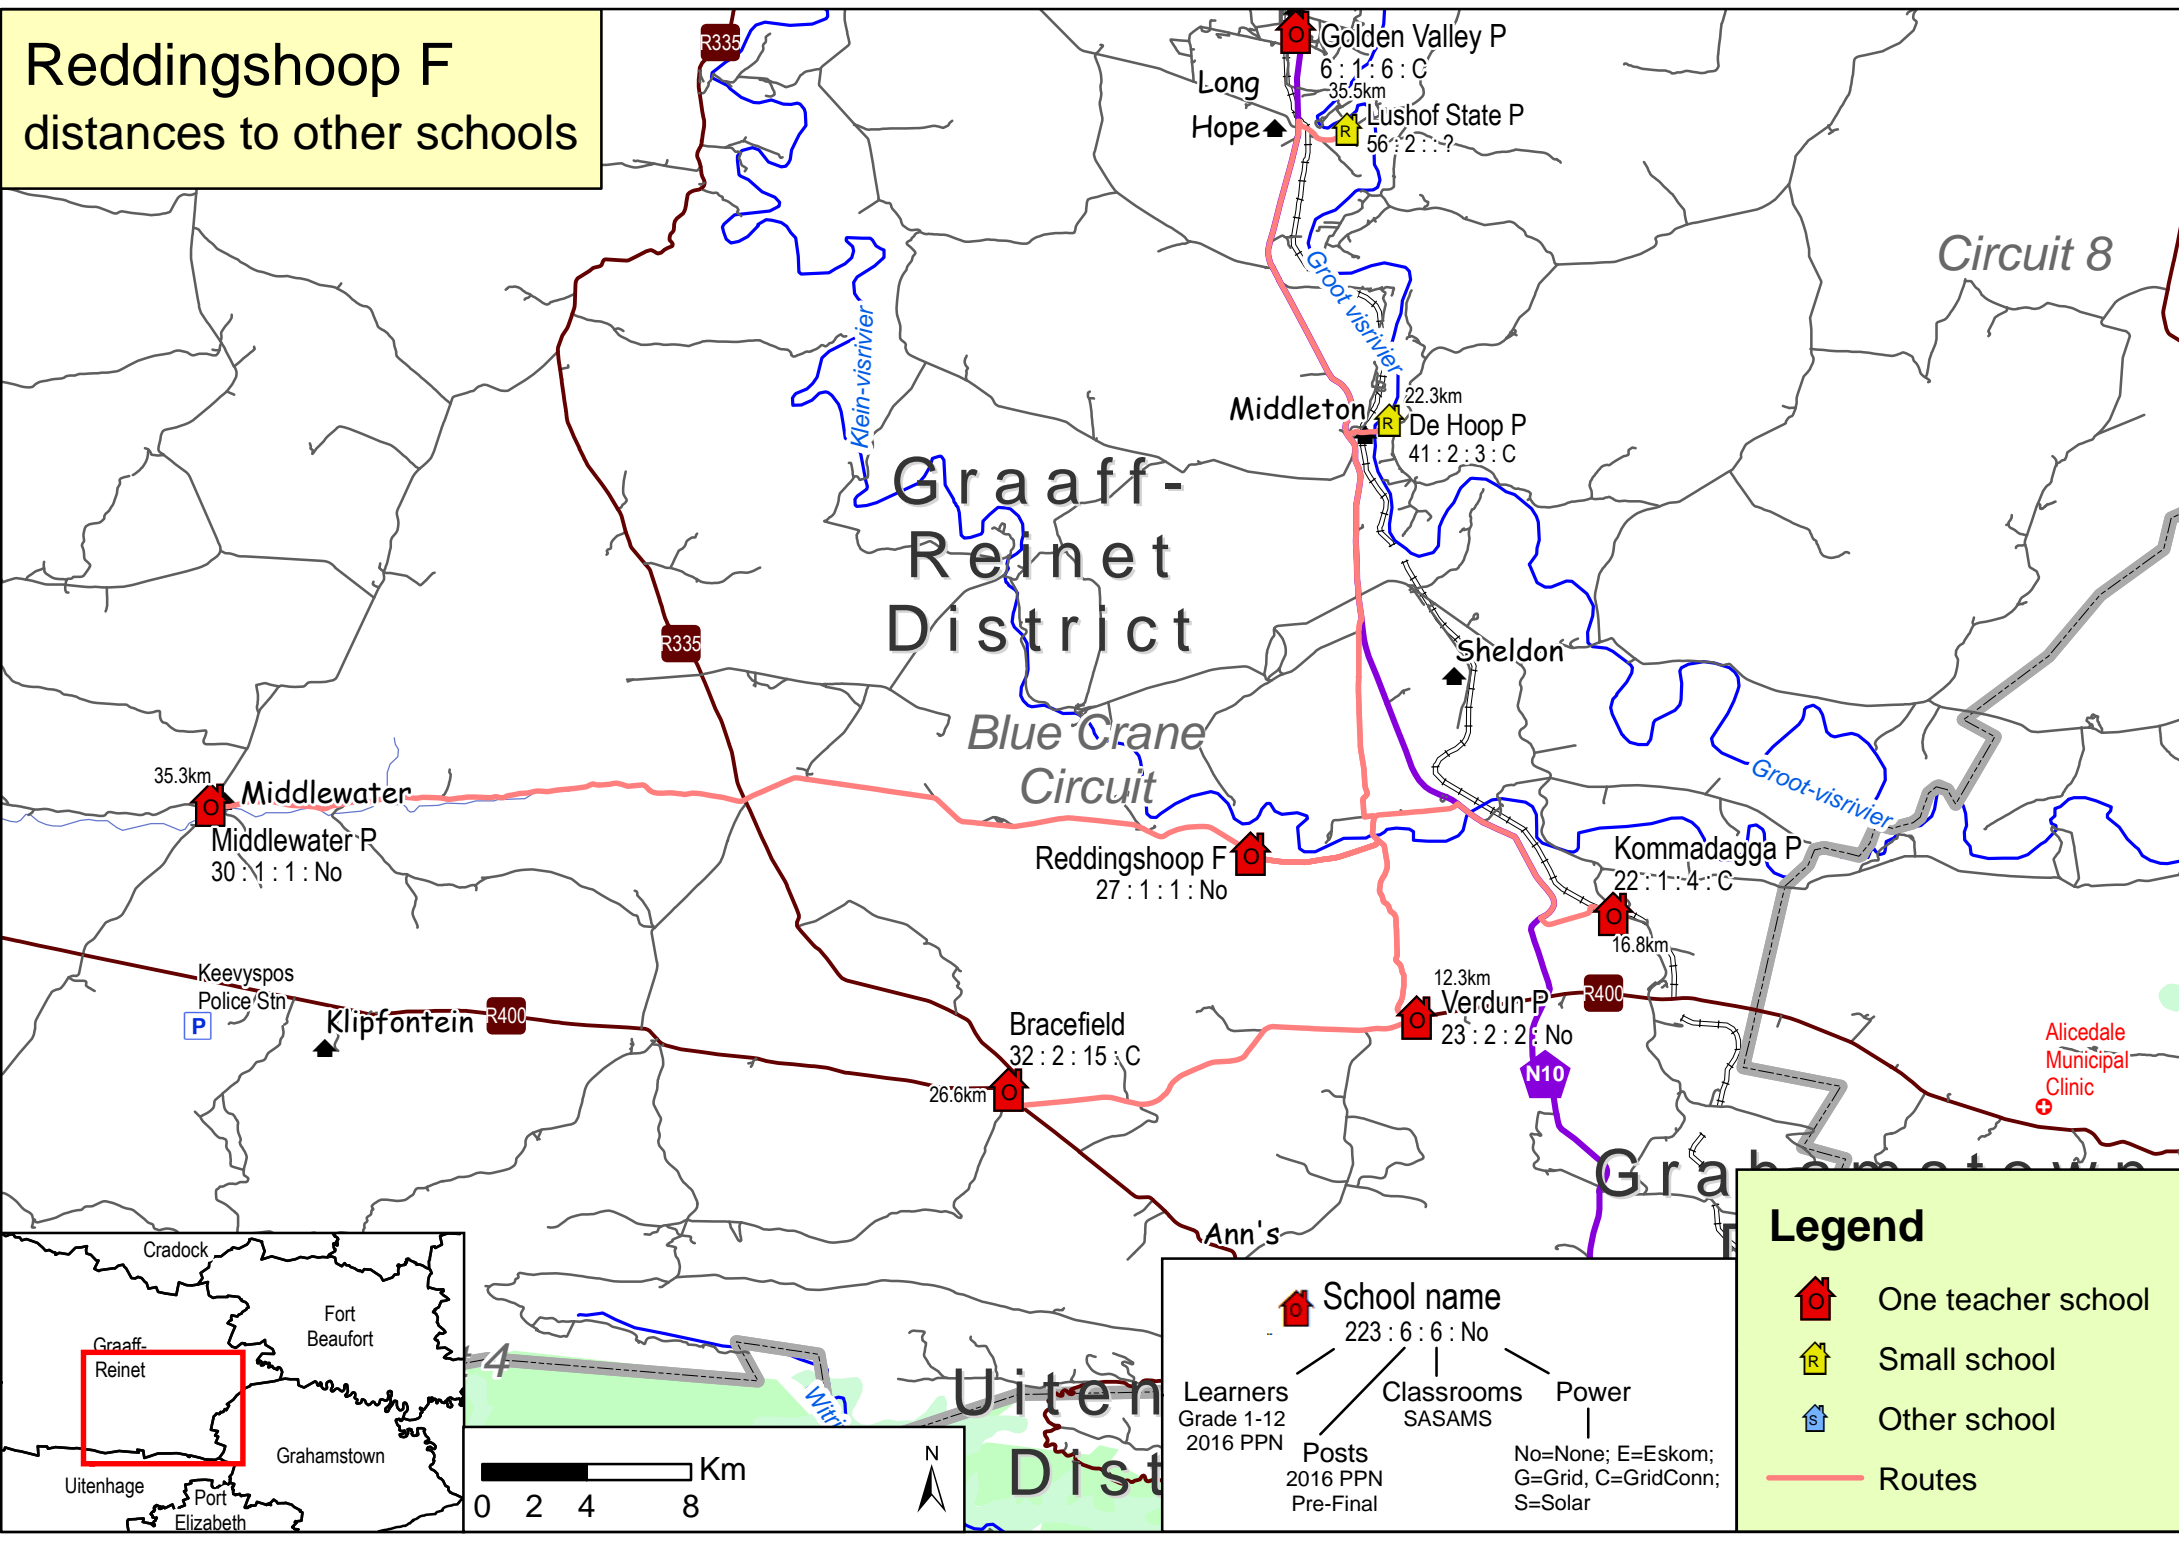 Reddingshoop F
distances to other schools
R335
Golden Valley P
6 : 1 : 6 : C
35.5km
Long
Hope
Lushof State P
56 : 2 : : ?
Circuit 8
Groot visrivier
Klein-visrivier
Middleton
22.3km
De Hoop P
41 : 2 : 3 : C
Graaff-
Reinet
District
R335
Sheldon
Blue Crane
Circuit
Groot-visrivier
35.3km
Middlewater
Middlewater P
30 : 1 : 1 : No
Reddingshoop F
27 : 1 : 1 : No
Kommadagga P
22 : 1 : 4 : C
16.8km
Keevyspos
Police Stn
P
Klipfontein
R400
12.3km
Verdun P
23 : 2 : 2 : No
R400
Bracefield
32 : 2 : 15 : C
26.6km
N10
Alicedale
Municipal
Clinic
Ann's
Cradock
Fort
Beaufort
Graaff-
Reinet
Grahamstown
Uitenhage
Port
Elizabeth
4
Witri
Uiten
Dist
Km
0 2 4 8
N
School name
223 : 6 : 6 : No
Learners
Grade 1-12
2016 PPN
Posts
2016 PPN
Pre-Final
Classrooms
SASAMS
Power
No=None; E=Eskom;
G=Grid, C=GridConn;
S=Solar
Legend
O One teacher school
R Small school
S Other school
Routes